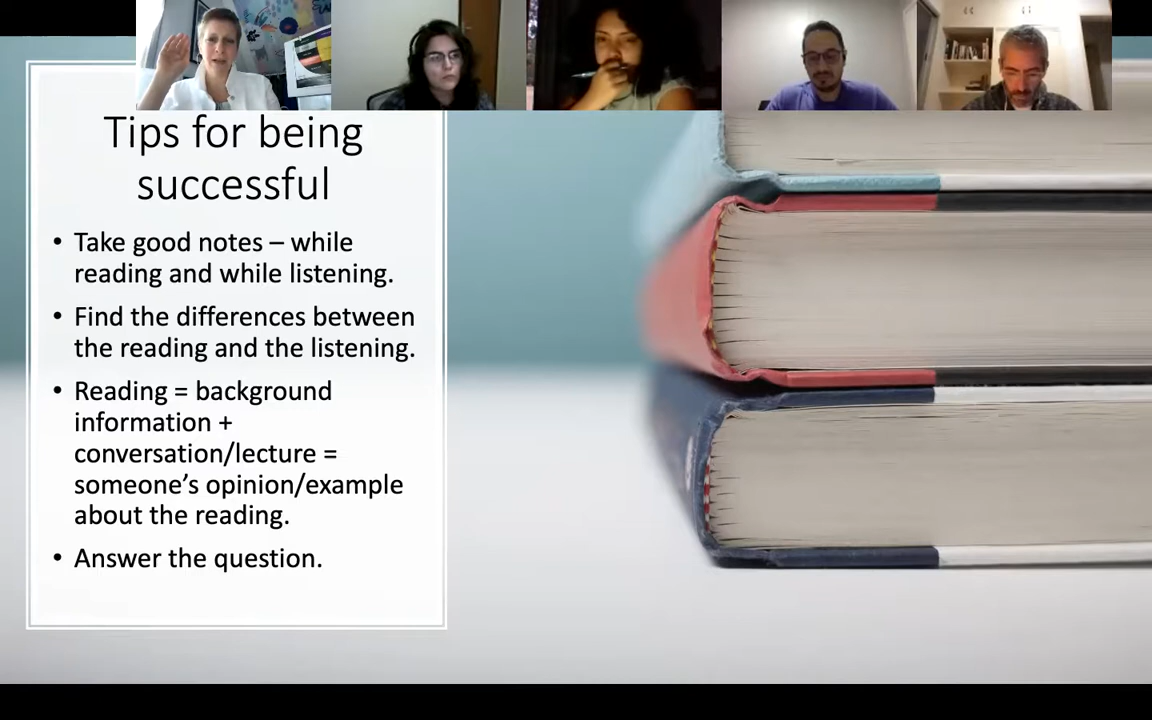 Tips for being
successful
• Take good notes – while
reading and while listening.
• Find the differences between
the reading and the listening.
• Reading = background
information +
conversation/lecture =
someone’s opinion/example
about the reading.
• Answer the question.